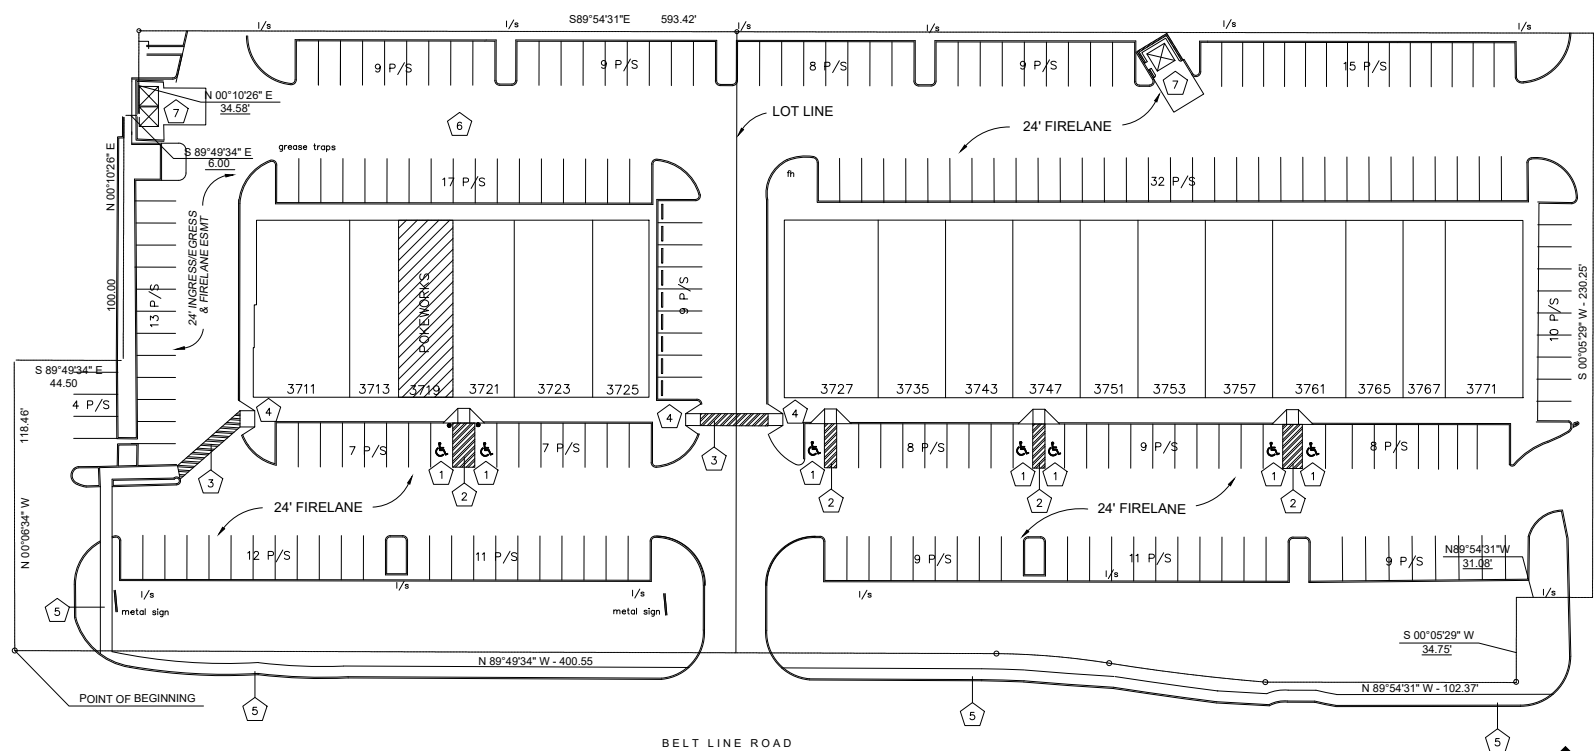 S89°54'31"E 593.42'
l/s
l/s
l/s
l/s
l/s
l/s
9 P/S
9 P/S
8 P/S
9 P/S
15 P/S
N 00°10'26" E
34.58'
7
7
6
LOT LINE
24' FIRELANE
grease traps
S 89°49'34" E
6.00
fh
17 P/S
32 P/S
N 00°10'26" E
100.00
13 P/S
24' INGRESS/EGRESS
& FIRELANE ESMT
POKEWORKS
9 P/S
10 P/S
S 00°05'29" W - 230.25'
S 89°49'34" E
44.50
4 P/S
3711
3713
3719
3721
3723
3725
3727
3735
3743
3747
3751
3753
3757
3761
3765
3767
3771
4
4
4
118.46'
N 00°06'34" W
7 P/S
7 P/S
8 P/S
9 P/S
8 P/S
3
1
2
1
3
1
2
1
2
1
1
2
1
24' FIRELANE
24' FIRELANE
12 P/S
11 P/S
9 P/S
11 P/S
9 P/S
N89°54'31"W
31.08'
l/s
l/s
l/s
l/s
l/s
l/s
metal sign
metal sign
5
S 00°05'29" W
34.75'
N 89°49'34" W - 400.55
N 89°54'31" W - 102.37'
POINT OF BEGINNING
5
5
5
BELT LINE ROAD